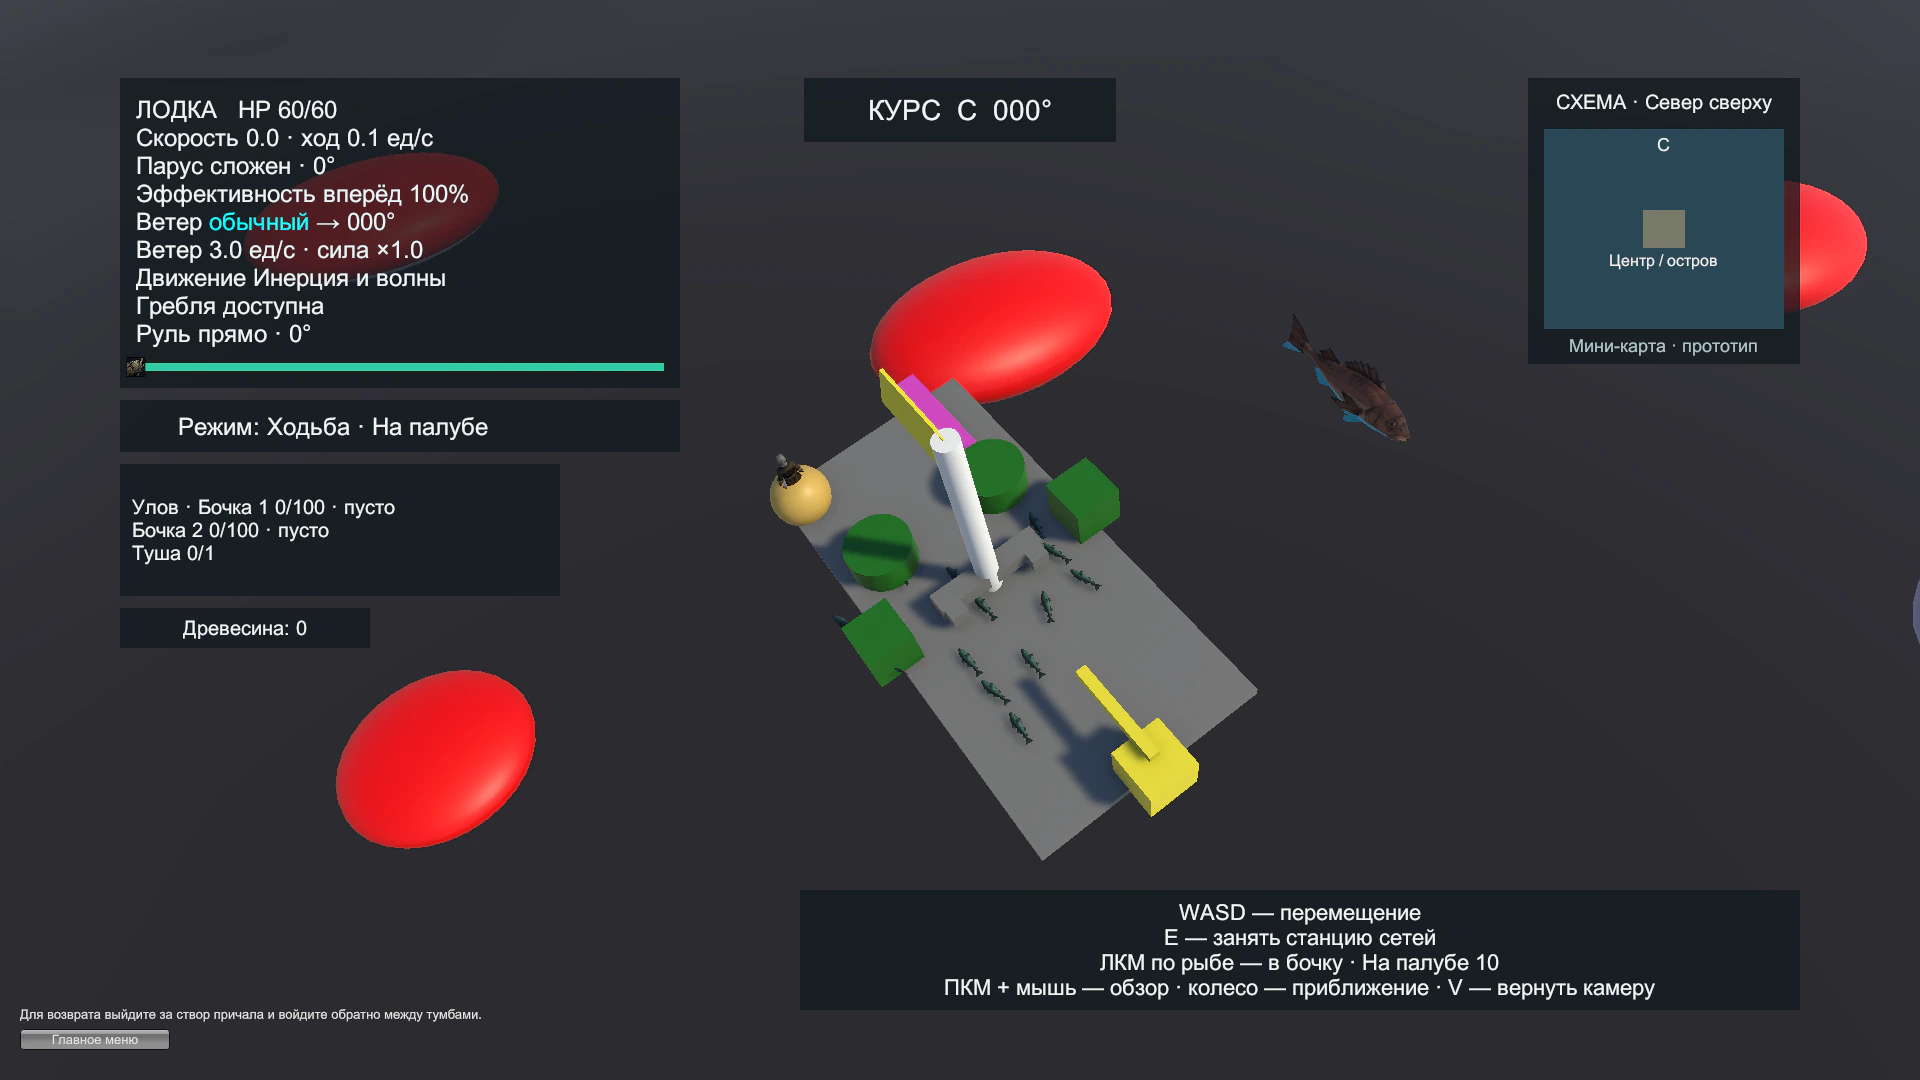 ЛОДКА HP 60/60
Скорость 0.0 · ход 0.1 ед/с
Парус сложен · 0°
Эффективность вперёд 100%
Ветер обычный → 000°
Ветер 3.0 ед/с · сила ×1.0
Движение Инерция и волны
Гребля доступна
Руль прямо · 0°
Режим: Ходьба · На палубе
Улов · Бочка 1 0/100 · пусто
Бочка 2 0/100 · пусто
Туша 0/1
Древесина: 0
КУРС С 000°
СХЕМА · Север сверху
С
Центр / остров
Мини-карта · прототип
WASD — перемещение
E — занять станцию сетей
ЛКМ по рыбе — в бочку · На палубе 10
ПКМ + мышь — обзор · колесо — приближение · V — вернуть камеру
Для возврата выйдите за створ причала и войдите обратно между тумбами.
Главное меню